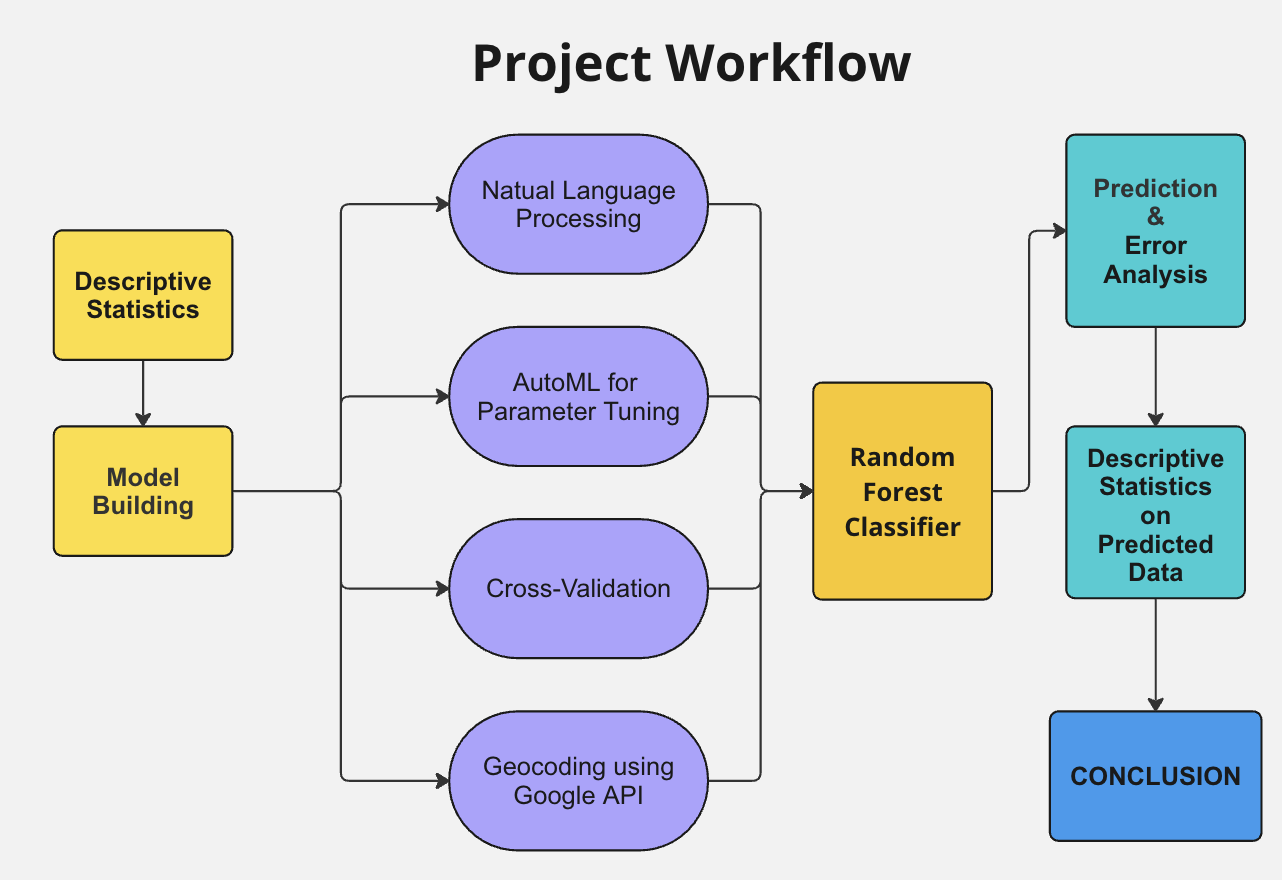 Project Workflow
Descriptive
Statistics
Model
Building
Natual Language
Processing
AutoML for
Parameter Tuning
Cross-Validation
Geocoding using
Google API
Random
Forest
Classifier
Prediction
&
Error
Analysis
Descriptive
Statistics
on
Predicted
Data
CONCLUSION